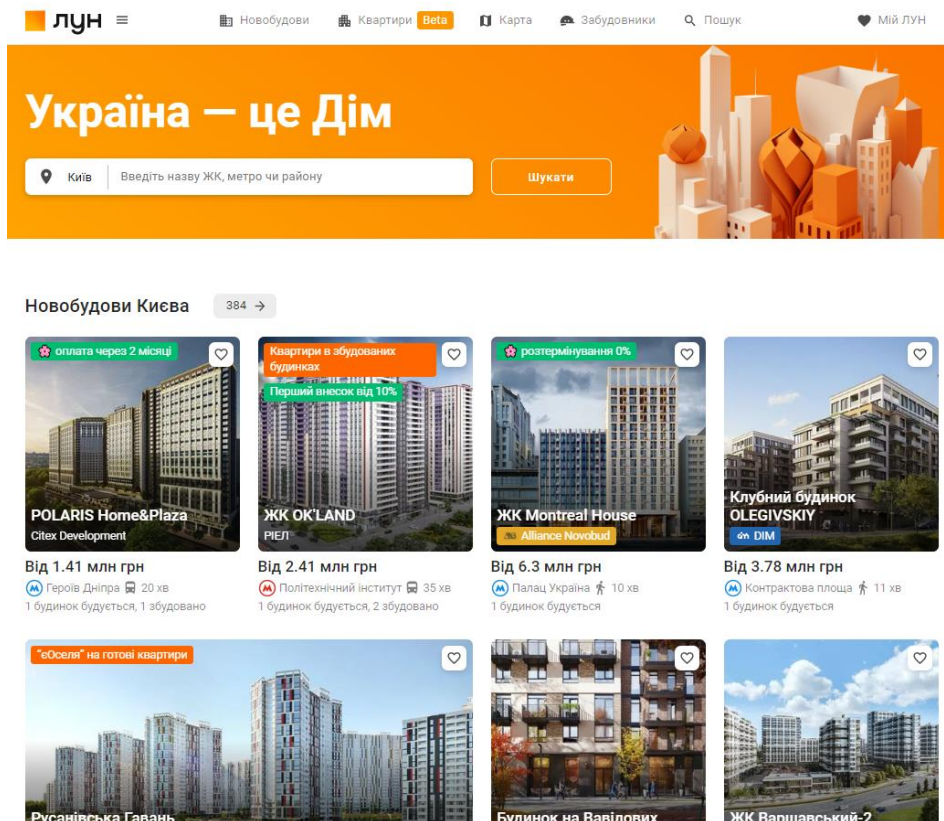 ЛУН
Новобудови
Квартири Beta
Карта
Забудовники
Пошук
Мій ЛУН
Україна — це Дім
Київ
Введіть назву ЖК, метро чи району
Шукати
Новобудови Києва
384 →
оплата через 2 місяці
POLARIS Home&Plaza
Citex Development
Від 1.41 млн грн
Героїв Дніпра 20 хв
1 будинок будується, 1 збудовано
Квартири в збудованих
будинках
Перший внесок від 10%
ЖК OK'LAND
РІЕЛ
Від 2.41 млн грн
Політехнічний інститут 35 хв
1 будинок будується, 2 збудовано
розтермінування 0%
ЖК Montreal House
Alliance Novobud
Від 6.3 млн грн
Палац Україна 10 хв
1 будинок будується
Клубний будинок
OLEGIVSKIY
DIM
Від 3.78 млн грн
Контрактова площа 11 хв
1 будинок будується
"єОселя" на готові квартири
Русанівська Гавань
Будинок на Вавілових
ЖК Варшавський-2